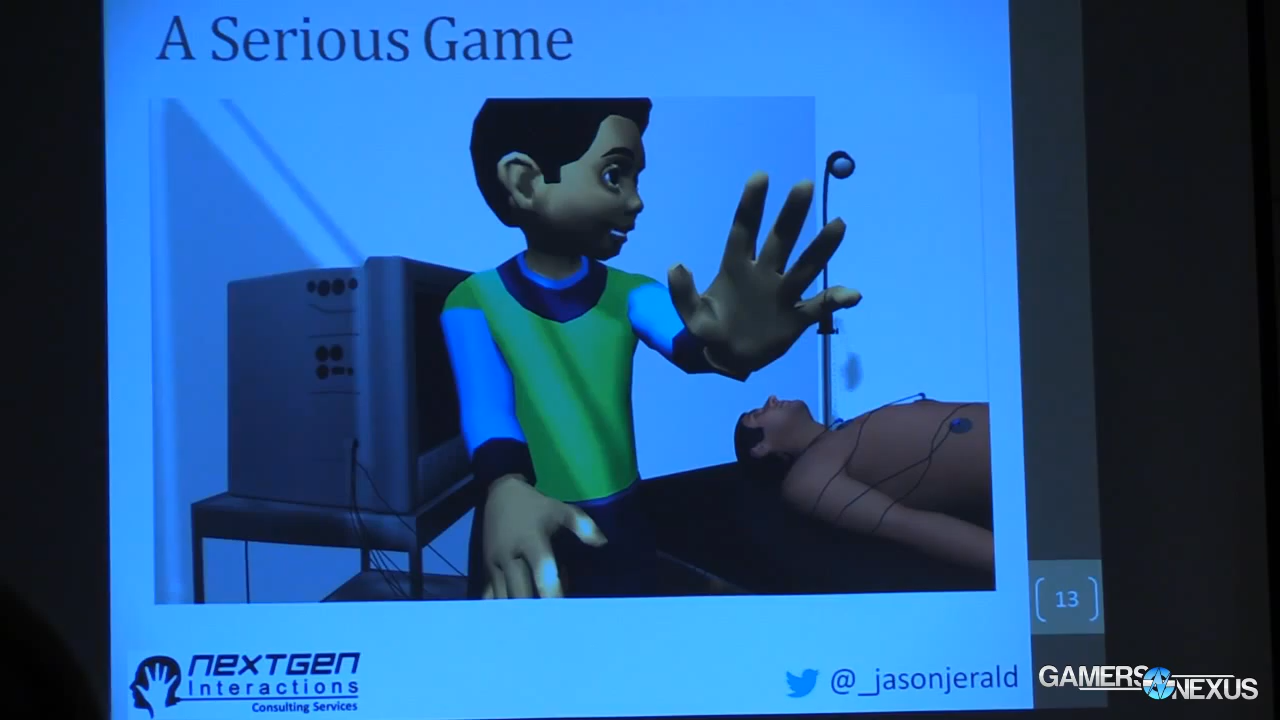 A Serious Game
13
NEXTGEN
Interactions
Consulting Services
@_jasonjerald
GAMERS
NEXUS